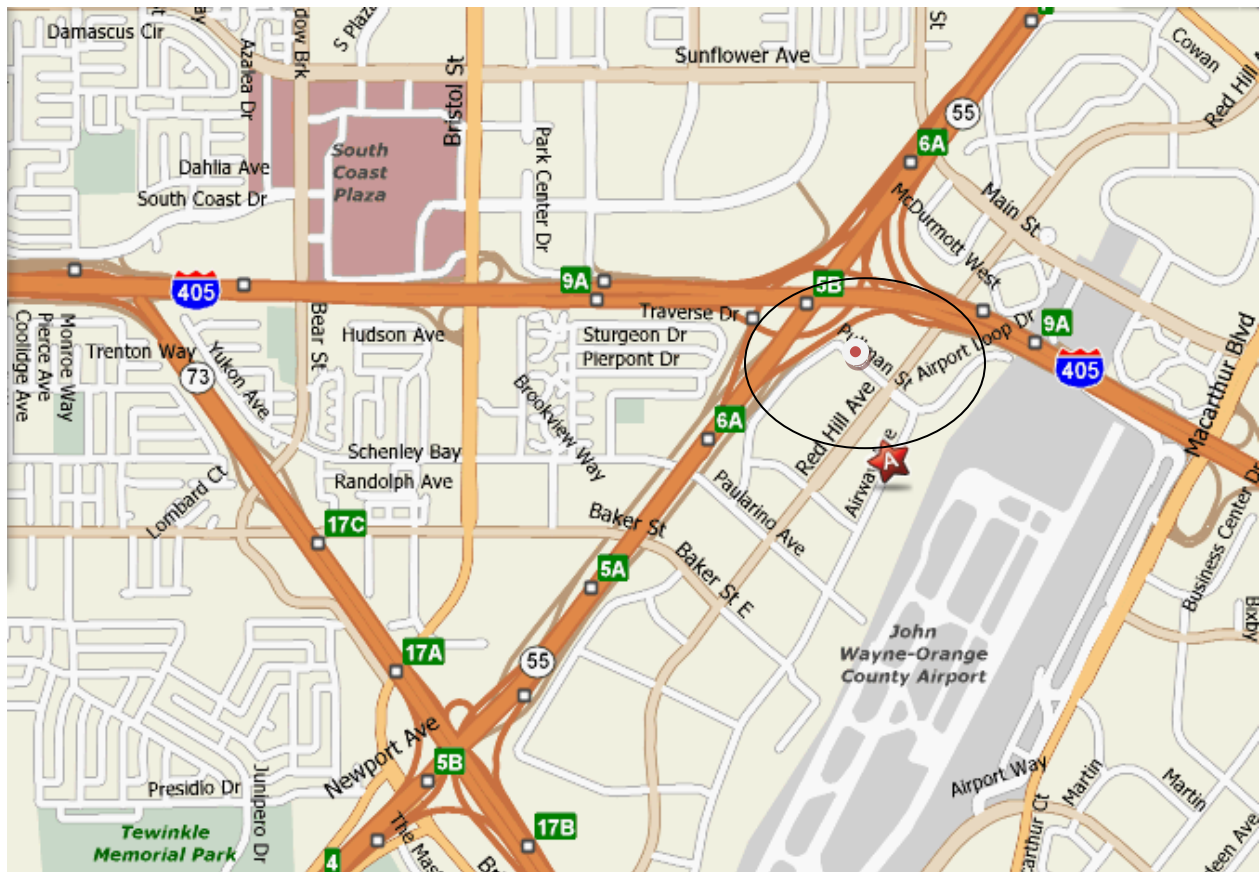 Damascus Cir
S Plaza
Azalea Dr
dow Brk
Bristol St
St
Sunflower Ave
Cowan
Red Hill
55
6A
South
Coast
Plaza
Park Center Dr
Dahlia Ave
South Coast Dr
Main St
McDurmott West
405
9A
5B
Traverse Dr
Bear St
Hudson Ave
Sturgeon Dr
Pierpont Dr
Airport Loop Dr
9A
405
Macarthur Blvd
Coolidge Ave
Pierce Ave
Monroe Way
Trenton Way
73
Yukon Ave
Brookview Way
6A
Red Hill Ave
A
Schenley Bay
Randolph Ave
Lombard Ct
17C
Baker St
Paularino Ave
Baker St E
5A
Business Center Dr
Bixby
John
Wayne-Orange
County Airport
17A
55
Newport Ave
5B
Presidio Dr
Junipero Dr
Tewinkle
Memorial Park
4
17B
Airport Way
Martin
Martin